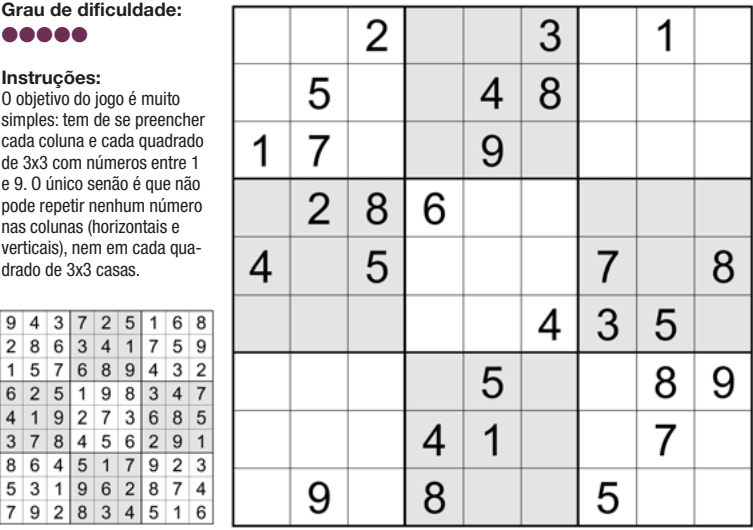 Grau de dificuldade:
Instruções:
O objetivo do jogo é muito
simples: tem de se preencher
cada coluna e cada quadrado
de 3x3 com números entre 1
e 9. O único senão é que não
pode repetir nenhum número
nas colunas (horizontais e
verticais), nem em cada qua-
drado de 3x3 casas.
9 4 3 7 2 5 1 6 8
2 8 6 3 4 1 7 5 9
1 5 7 6 8 9 4 3 2
6 2 5 1 9 8 3 4 7
4 1 9 2 7 3 6 8 5
3 7 8 4 5 6 2 9 1
8 6 4 5 1 7 9 2 3
5 3 1 9 6 2 8 7 4
7 9 2 8 3 4 5 1 6
2 3 1
5 4 8
1 7 9
2 8 6
4 5 7 8
4 3 5
5 8 9
4 1 7
9 8 5